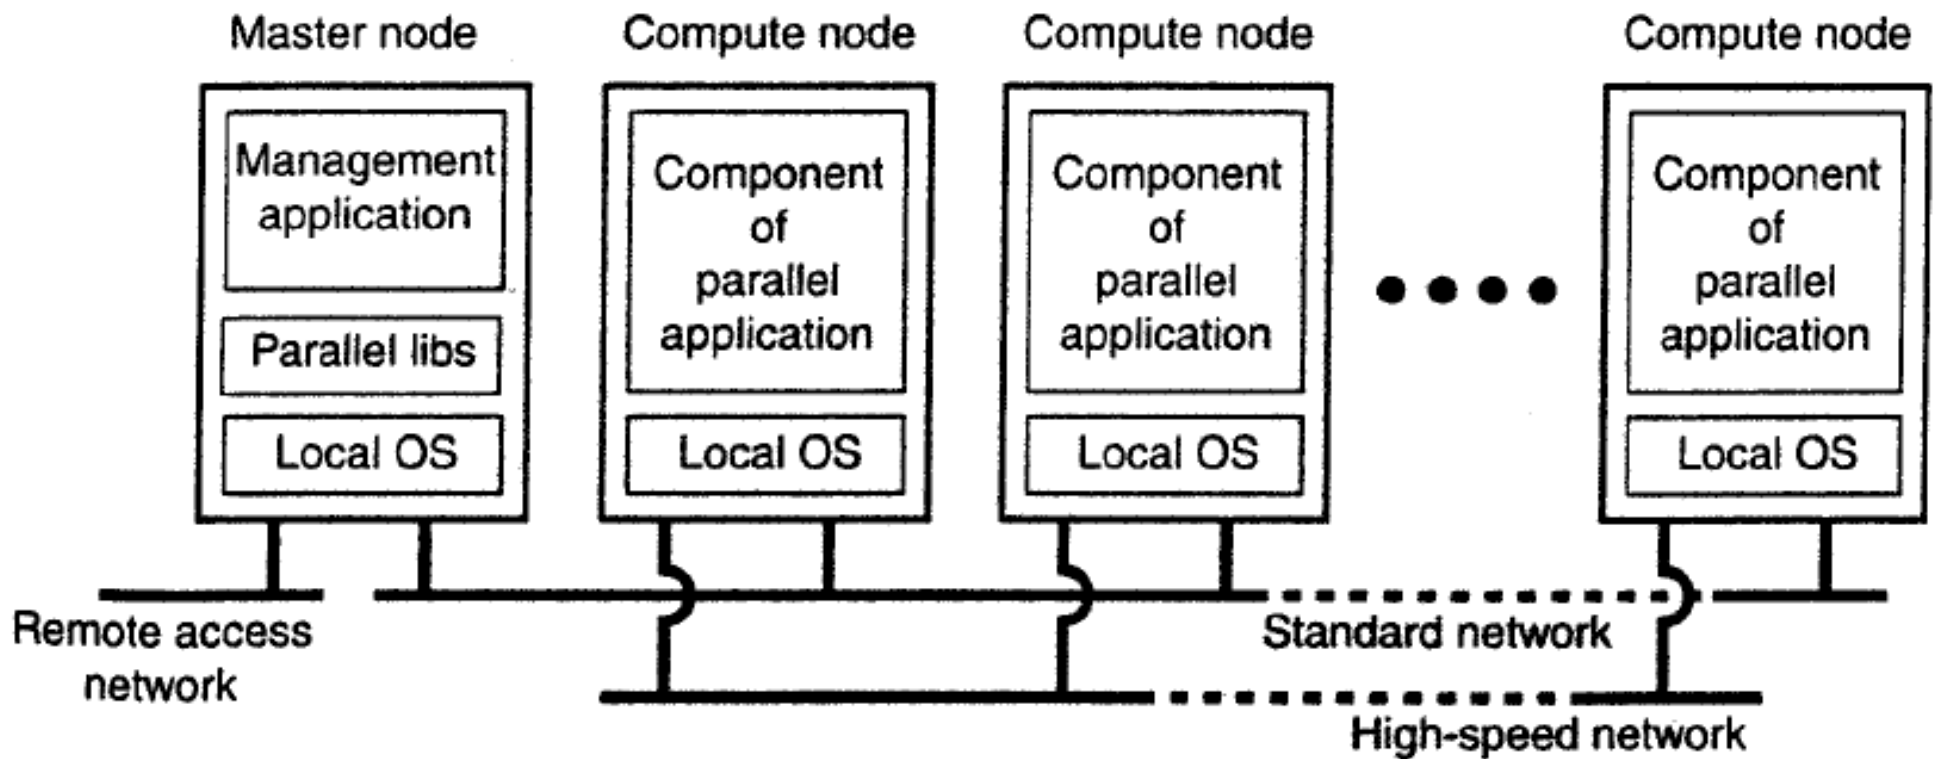 Master node
Compute node
Compute node
Compute node
Management
application
Parallel libs
Local OS
Component
of
parallel
application
Local OS
Component
of
parallel
application
Local OS
Component
of
parallel
application
Local OS
Remote access
network
Standard network
High-speed network